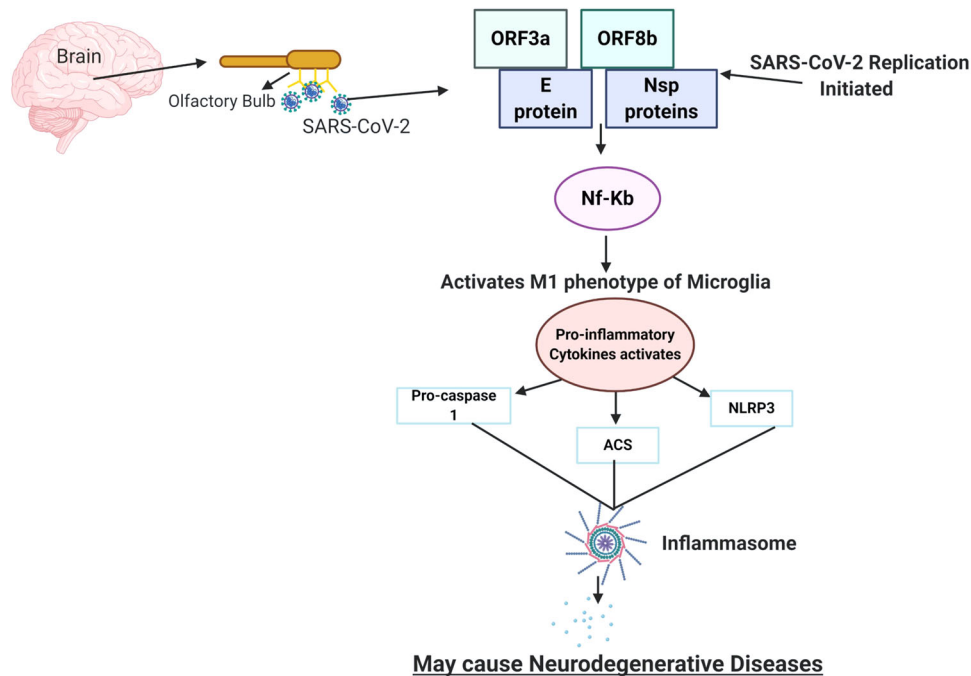 Brain
Olfactory Bulb
SARS-CoV-2
ORF3a
ORF8b
E
protein
Nsp
proteins
SARS-CoV-2 Replication
Initiated
Nf-Kb
Activates M1 phenotype of Microglia
Pro-inflammatory
Cytokines activates
Pro-caspase
1
ACS
NLRP3
Inflammasome
May cause Neurodegenerative Diseases